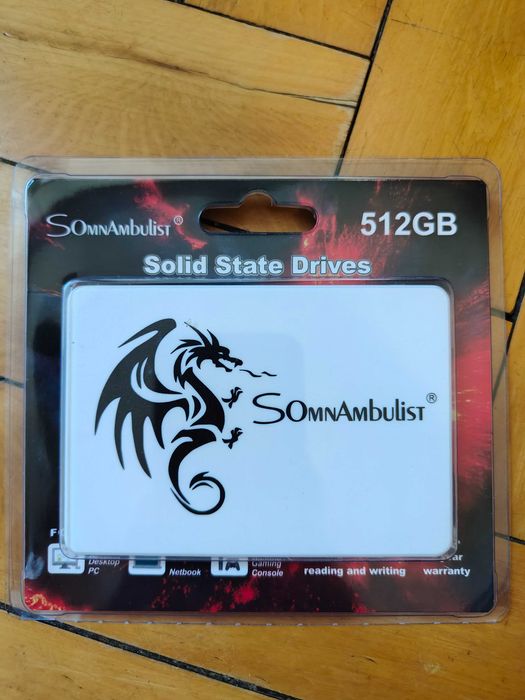 SOmnAmbulist®
512GB
Solid State Drives
SOmnAmbulist®
Desktop
PC
Netbook
Gaming
Console
reading and writing
warranty